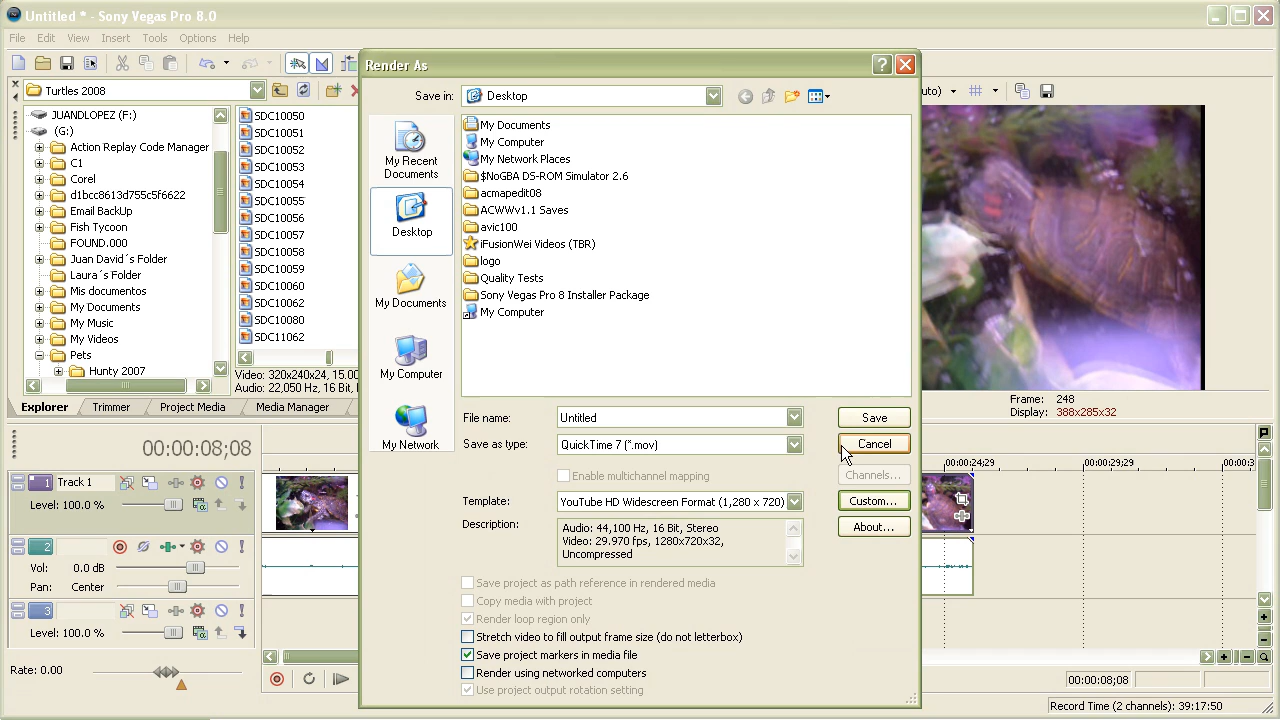 Untitled * - Sony Vegas Pro 8.0
File Edit View Insert Tools Options Help
Turtles 2008
JUANDLOPEZ (F:)
(G:)
Action Replay Code Manager
C1
Corel
d1bcc8613d755c5f6622
Email BackUp
Fish Tycoon
FOUND.000
Juan David´s Folder
Laura´s Folder
Mis documentos
My Documents
My Music
My Videos
Pets
Hunty 2007
SDC10050
SDC10051
SDC10052
SDC10053
SDC10054
SDC10055
SDC10056
SDC10057
SDC10058
SDC10059
SDC10060
SDC10062
SDC10080
SDC11062
Video: 320x240x24, 15.00
Audio: 22,050 Hz, 16 Bit,
Explorer Trimmer Project Media Media Manager
Render As
Save in: Desktop
My Recent
Documents
Desktop
My Documents
My Computer
My Network
My Documents
My Computer
My Network Places
$NoGBA DS-ROM Simulator 2.6
acmapedit08
ACWWv1.1 Saves
avic100
iFusionWei Videos (TBR)
logo
Quality Tests
Sony Vegas Pro 8 Installer Package
My Computer
File name: Untitled Save
Save as type: QuickTime 7 (*.mov) Cancel
Enable multichannel mapping Channels...
Template: YouTube HD Widescreen Format (1,280 x 720) Custom...
Description: Audio: 44,100 Hz, 16 Bit, Stereo About...
Video: 29.970 fps, 1280x720x32,
Uncompressed
Save project as path reference in rendered media
Copy media with project
Render loop region only
Stretch video to fill output frame size (do not letterbox)
Save project markers in media file
Render using networked computers
Use project output rotation setting
Frame: 248
Display: 388x285x32
00:00:08;08
00:00:24;29 00:00:29;29 00:00:3
1 Track 1
Level: 100.0 %
2
Vol: 0.0 dB
Pan: Center
3
Level: 100.0 %
Rate: 0.00
00:00:08;08
Record Time (2 channels): 39:17:50